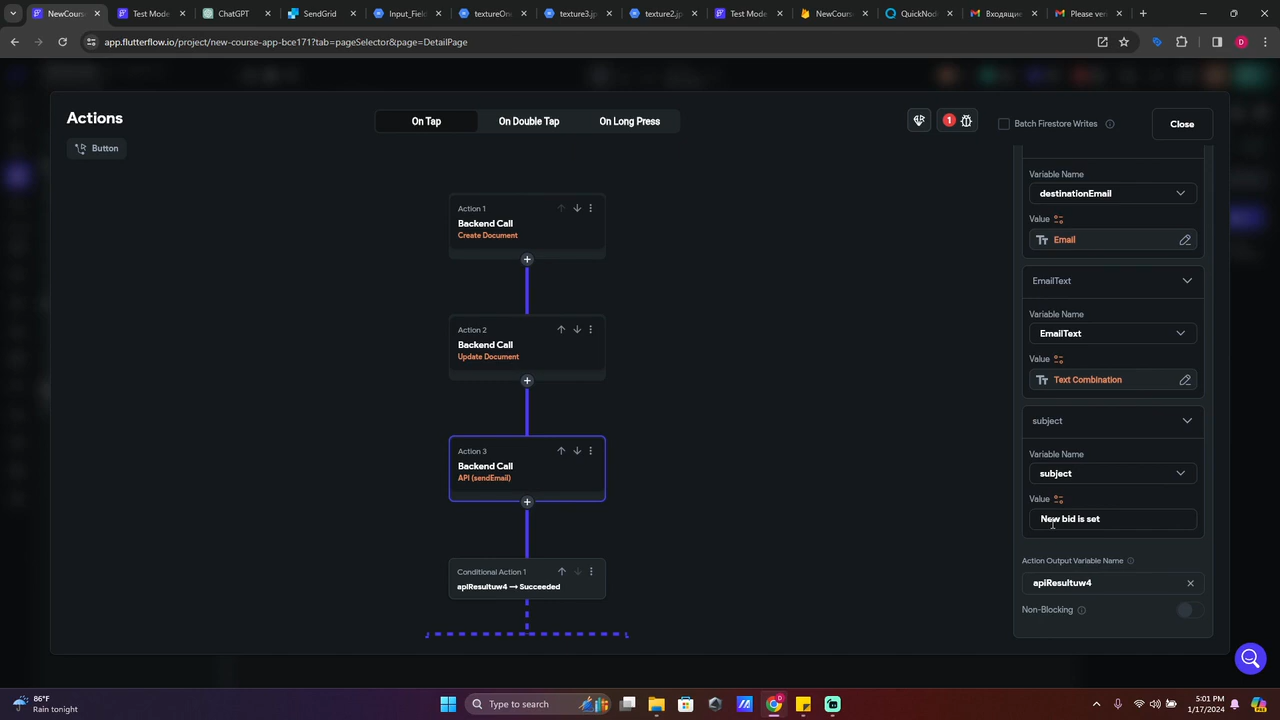 NewCours
Test Mode
ChatGPT
SendGrid
Input_Field
textureOne
texture3.jp
texture2.jp
Test Mode
NewCours
QuickNod
Входящие
Please veri
app.flutterflow.io/project/new-course-app-bce171?tab=pageSelector&page=DetailPage
D
Actions
On Tap
On Double Tap
On Long Press
1
Batch Firestore Writes
Close
Button
Action 1
Backend Call
Create Document
Action 2
Backend Call
Update Document
Action 3
Backend Call
API (sendEmail)
Conditional Action 1
apiResultuw4 → Succeeded
Variable Name
destinationEmail
Value
Email
EmailText
Variable Name
EmailText
Value
Text Combination
subject
Variable Name
subject
Value
New bid is set
Action Output Variable Name
apiResultuw4
Non-Blocking
86°F
Rain tonight
Type to search
5:01 PM
1/17/2024